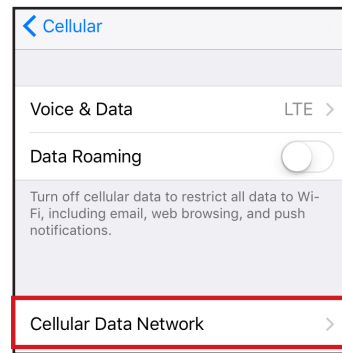 Cellular
Voice & Data LTE
Data Roaming
Turn off cellular data to restrict all data to Wi-
Fi, including email, web browsing, and push
notifications.
Cellular Data Network